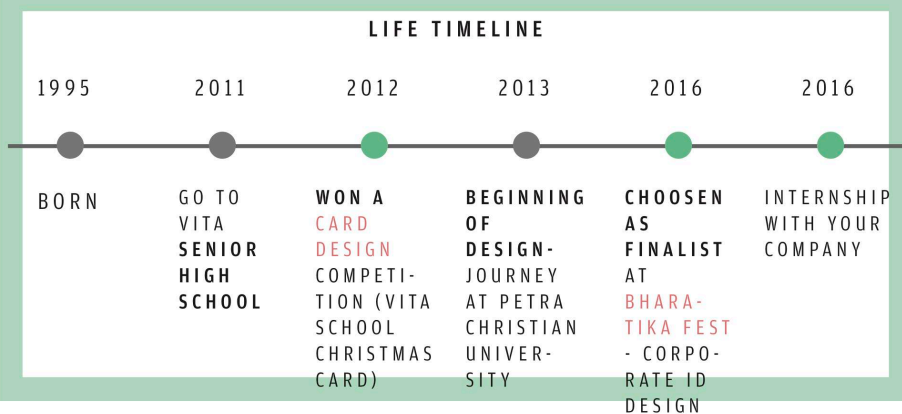 LIFE TIMELINE
1995
2011
2012
2013
2016
2016
BORN
GO TO
VITA
SENIOR
HIGH
SCHOOL
WON A
CARD
DESIGN
COMPETI-
TION (VITA
SCHOOL
CHRISTMAS
CARD)
BEGINNING
OF
DESIGN-
JOURNEY
AT PETRA
CHRISTIAN
UNIVER-
SITY
CHOOSEN
AS
FINALIST
AT
BHARA-
TIKA FEST
- CORPO-
RATE ID
DESIGN
INTERNSHIP
WITH YOUR
COMPANY